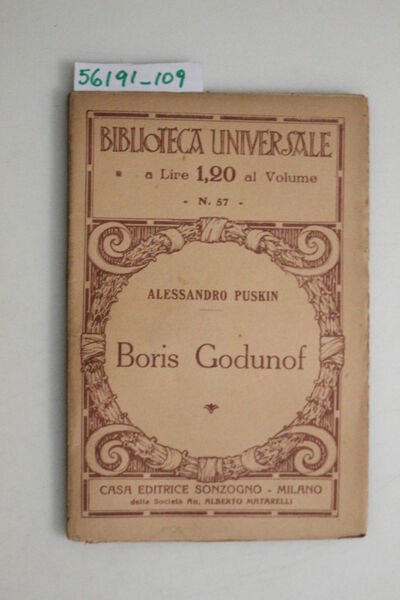 56191_109
BIBLIOTECA UNIVERSALE
a Lire 1,20 al Volume
- N. 57 -
ALESSANDRO PUSKIN
Boris Godunof
CASA EDITRICE SONZOGNO - MILANO
della Società An. ALBERTO MATARELLI